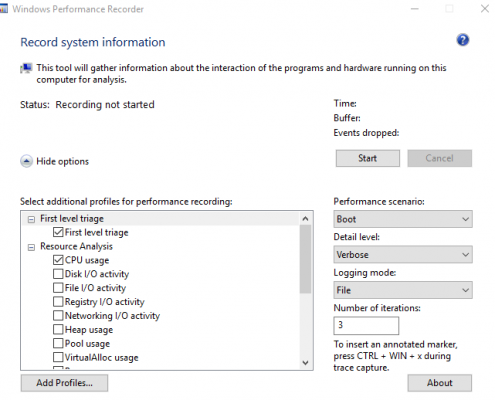 Windows Performance Recorder
Record system information
This tool will gather information about the interaction of the programs and hardware running on this
computer for analysis.
Status: Recording not started
Time:
Buffer:
Events dropped:
Hide options
Start
Cancel
Select additional profiles for performance recording:
First level triage
First level triage
Resource Analysis
CPU usage
Disk I/O activity
File I/O activity
Registry I/O activity
Networking I/O activity
Heap usage
Pool usage
VirtualAlloc usage
Performance scenario:
Boot
Detail level:
Verbose
Logging mode:
File
Number of iterations:
3
To insert an annotated marker,
press CTRL + WIN + x during
trace capture.
Add Profiles...
About